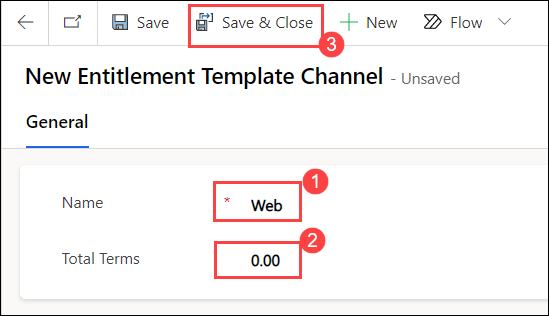 Save Save & Close New Flow
3
New Entitlement Template Channel - Unsaved
General
1
Name * Web
2
Total Terms 0.00